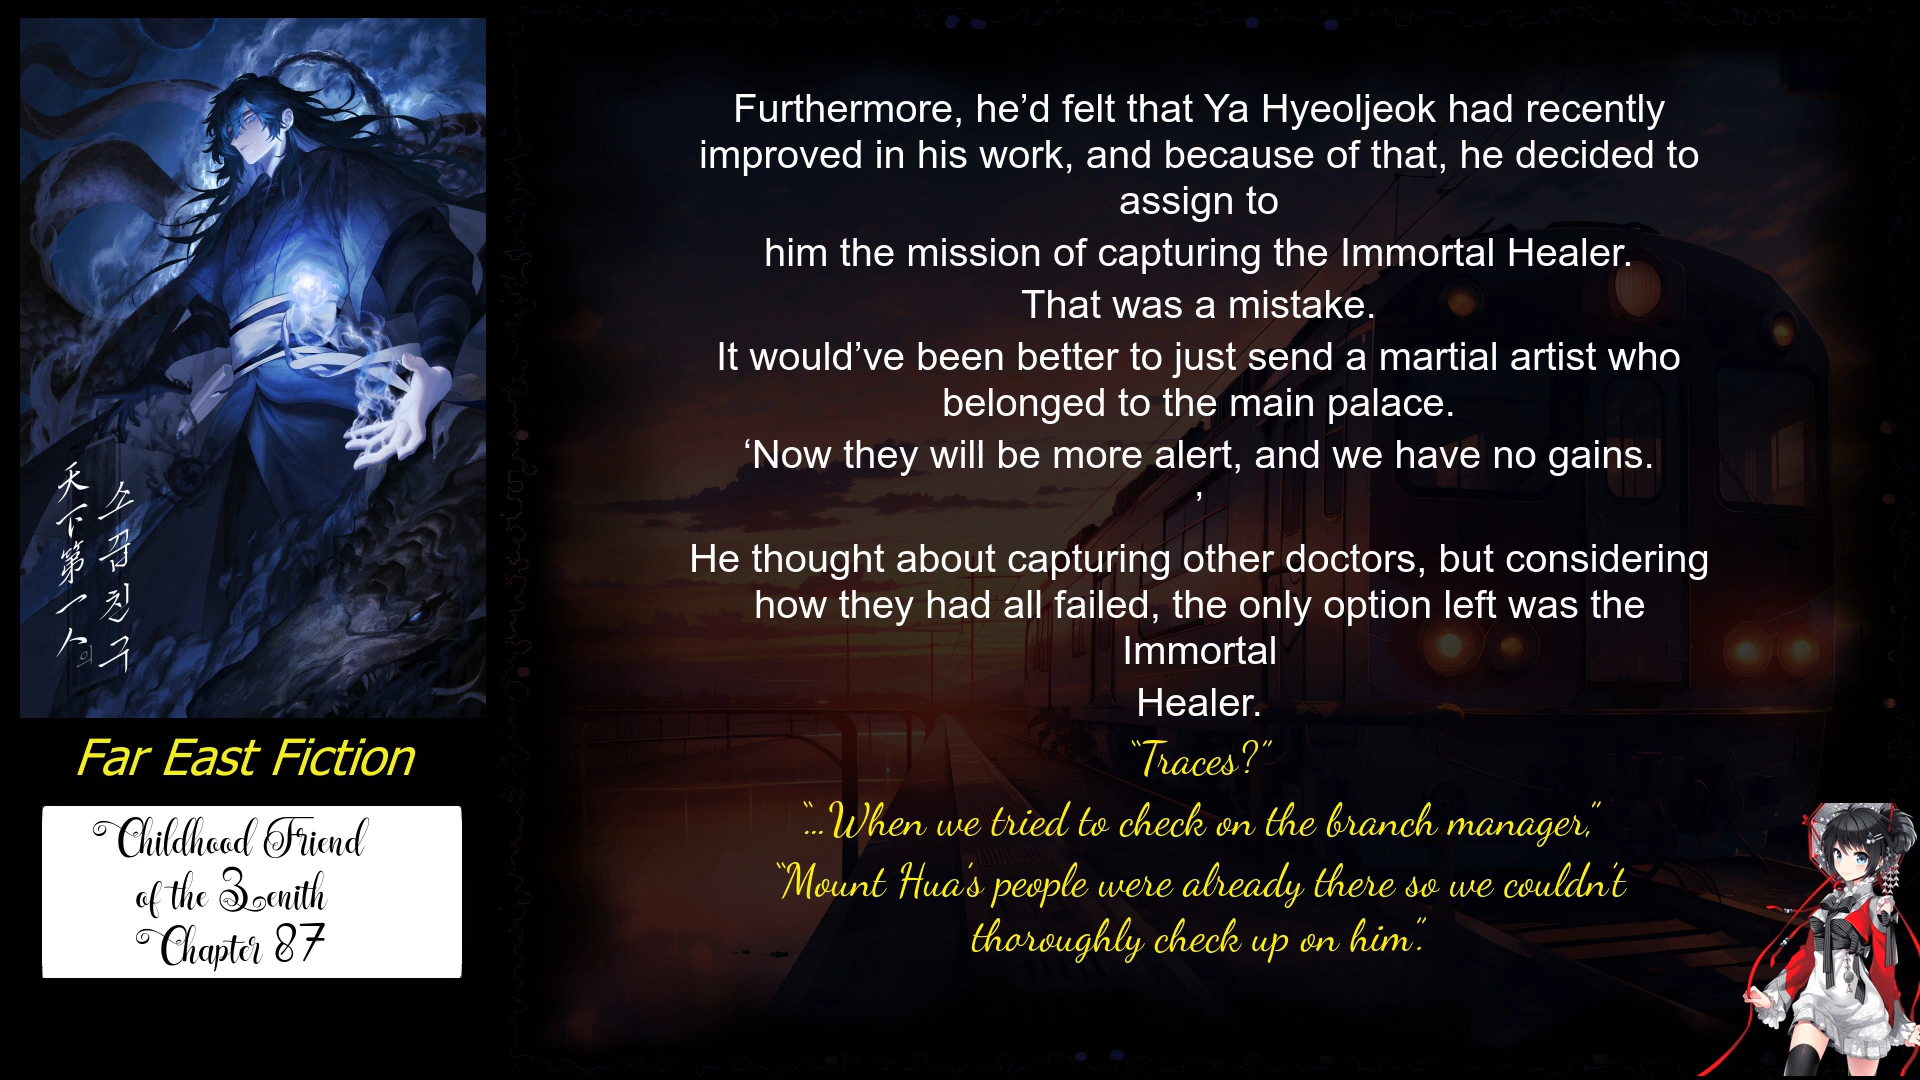 Furthermore, he’d felt that Ya Hyeoljeok had recently
improved in his work, and because of that, he decided to
assign to
him the mission of capturing the Immortal Healer.
That was a mistake.
It would’ve been better to just send a martial artist who
belonged to the main palace.
‘Now they will be more alert, and we have no gains.
’
He thought about capturing other doctors, but considering
how they had all failed, the only option left was the
Immortal
Healer.
“Traces?”
“...When we tried to check on the branch manager,”
“Mount Hua’s people were already there so we couldn’t
thoroughly check up on him”.
天下第一人의
소꿉친구
Far East Fiction
Childhood Friend
of the Zenith
Chapter 87